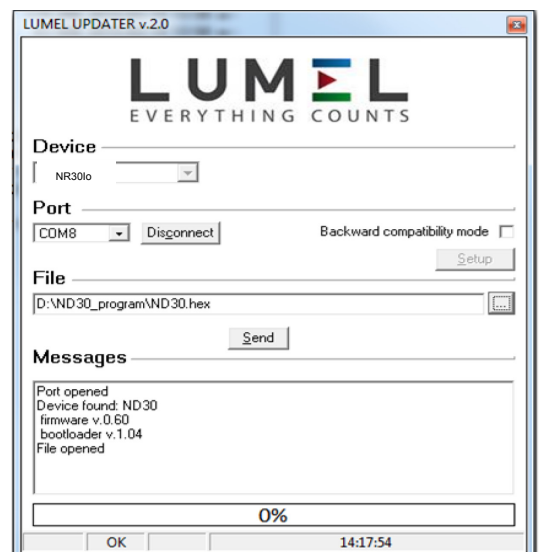 LUMEL UPDATER v.2.0
LUMEL
EVERYTHING COUNTS
Device
NR30Io
Port
COM8 Disconnect Backward compatibility mode
Setup
File
D:\ND30_program\ND30.hex ...
Send
Messages
Port opened
Device found: ND30
firmware v.0.60
bootloader v.1.04
File opened
0%
OK 14:17:54